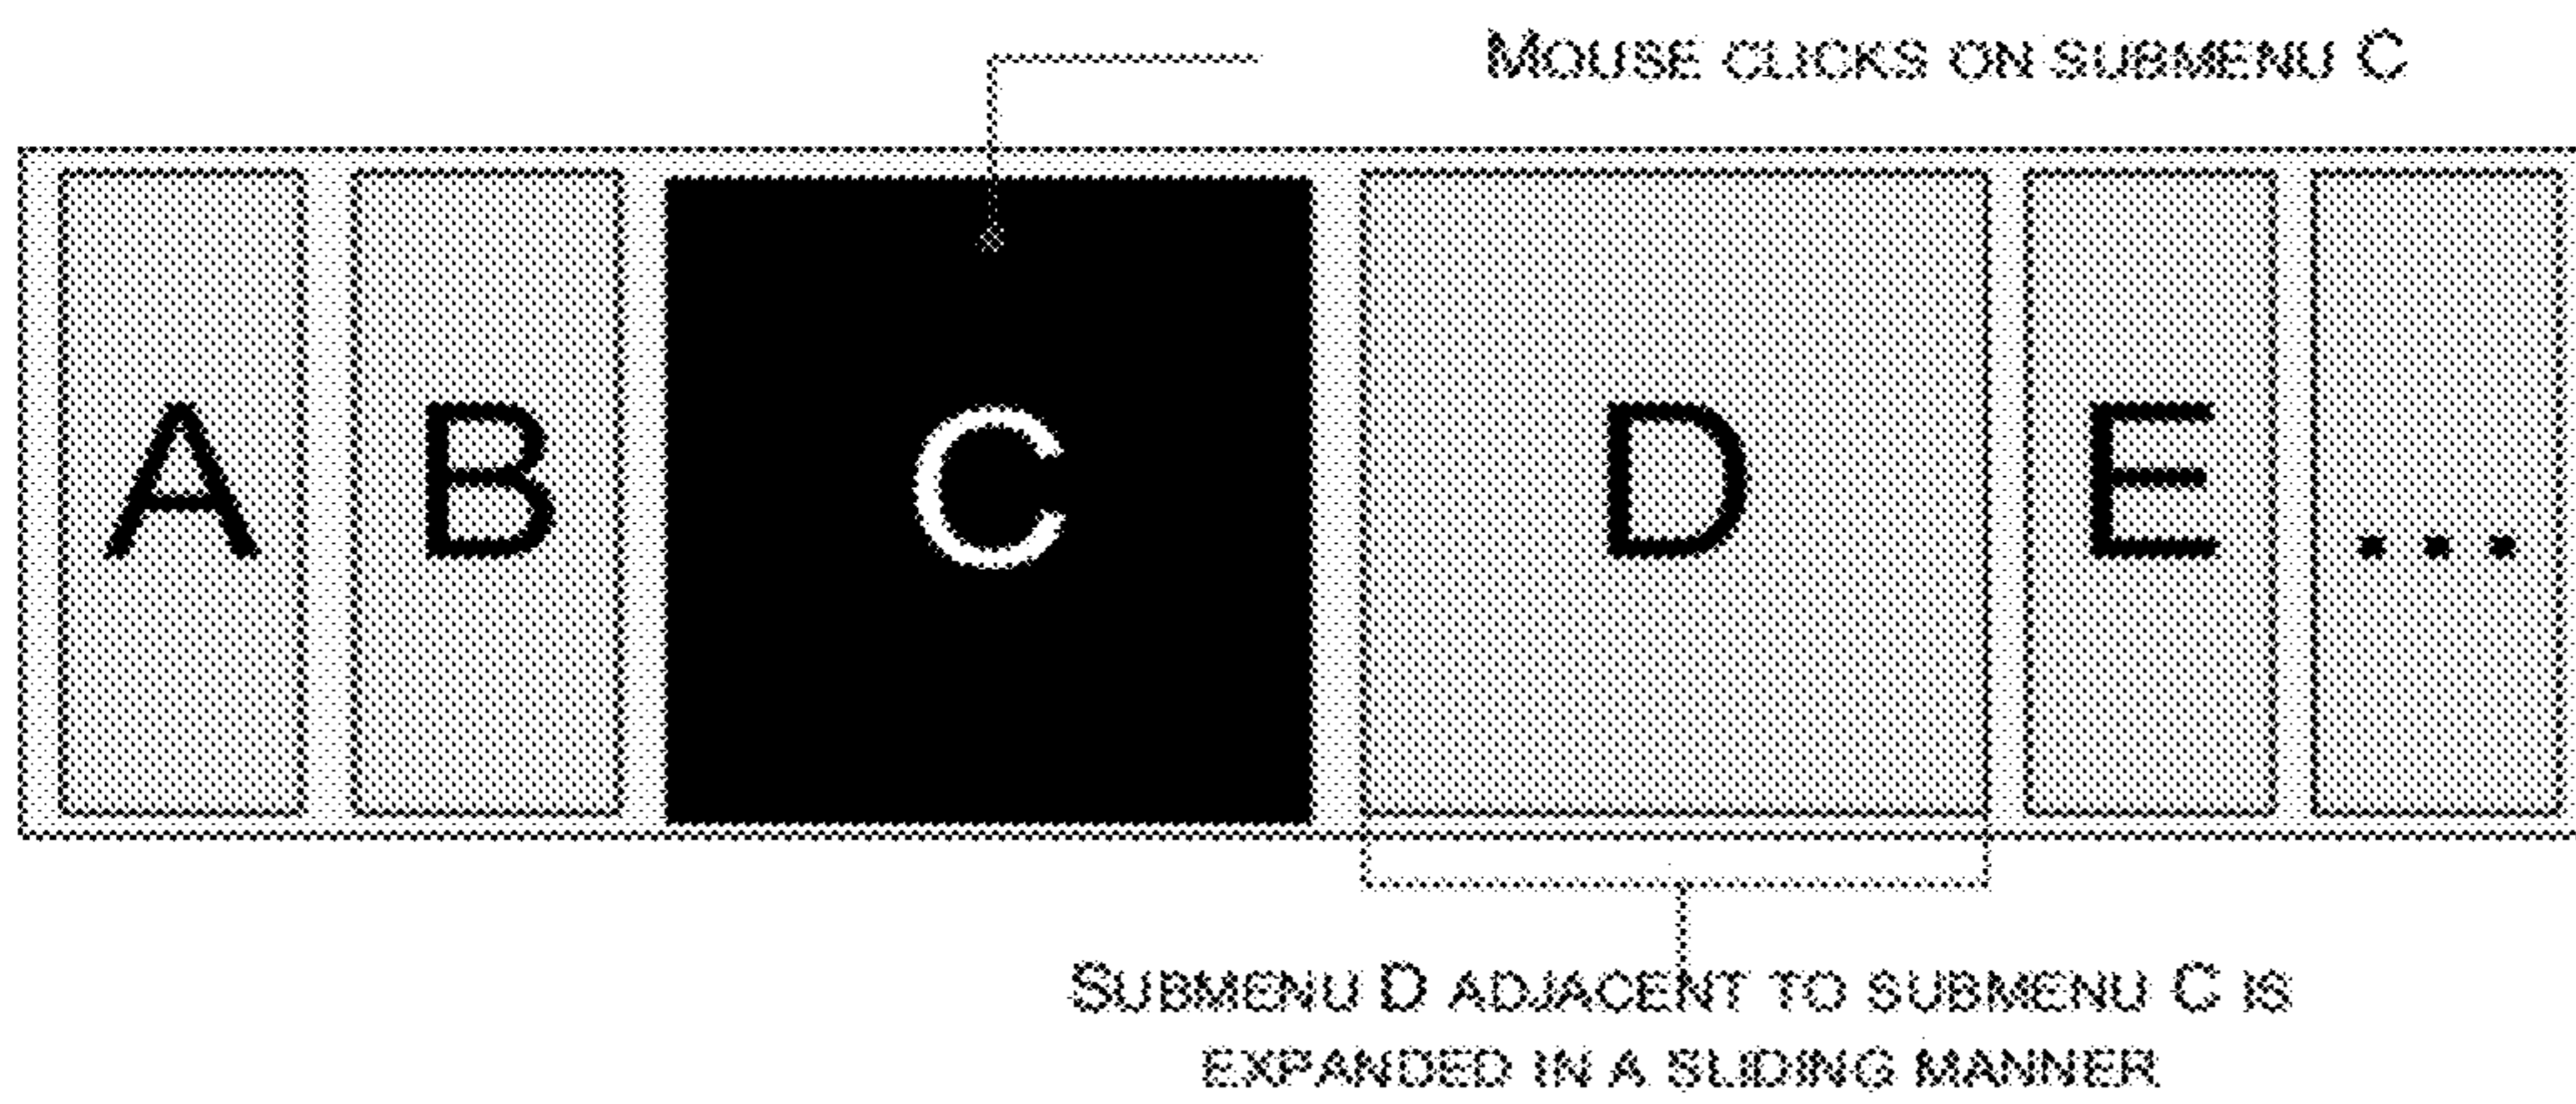 MOUSE CLICKS ON SUBMENU C
A B C D E ...
SUBMENU D ADJACENT TO SUBMENU C IS
EXPANDED IN A SLIDING MANNER